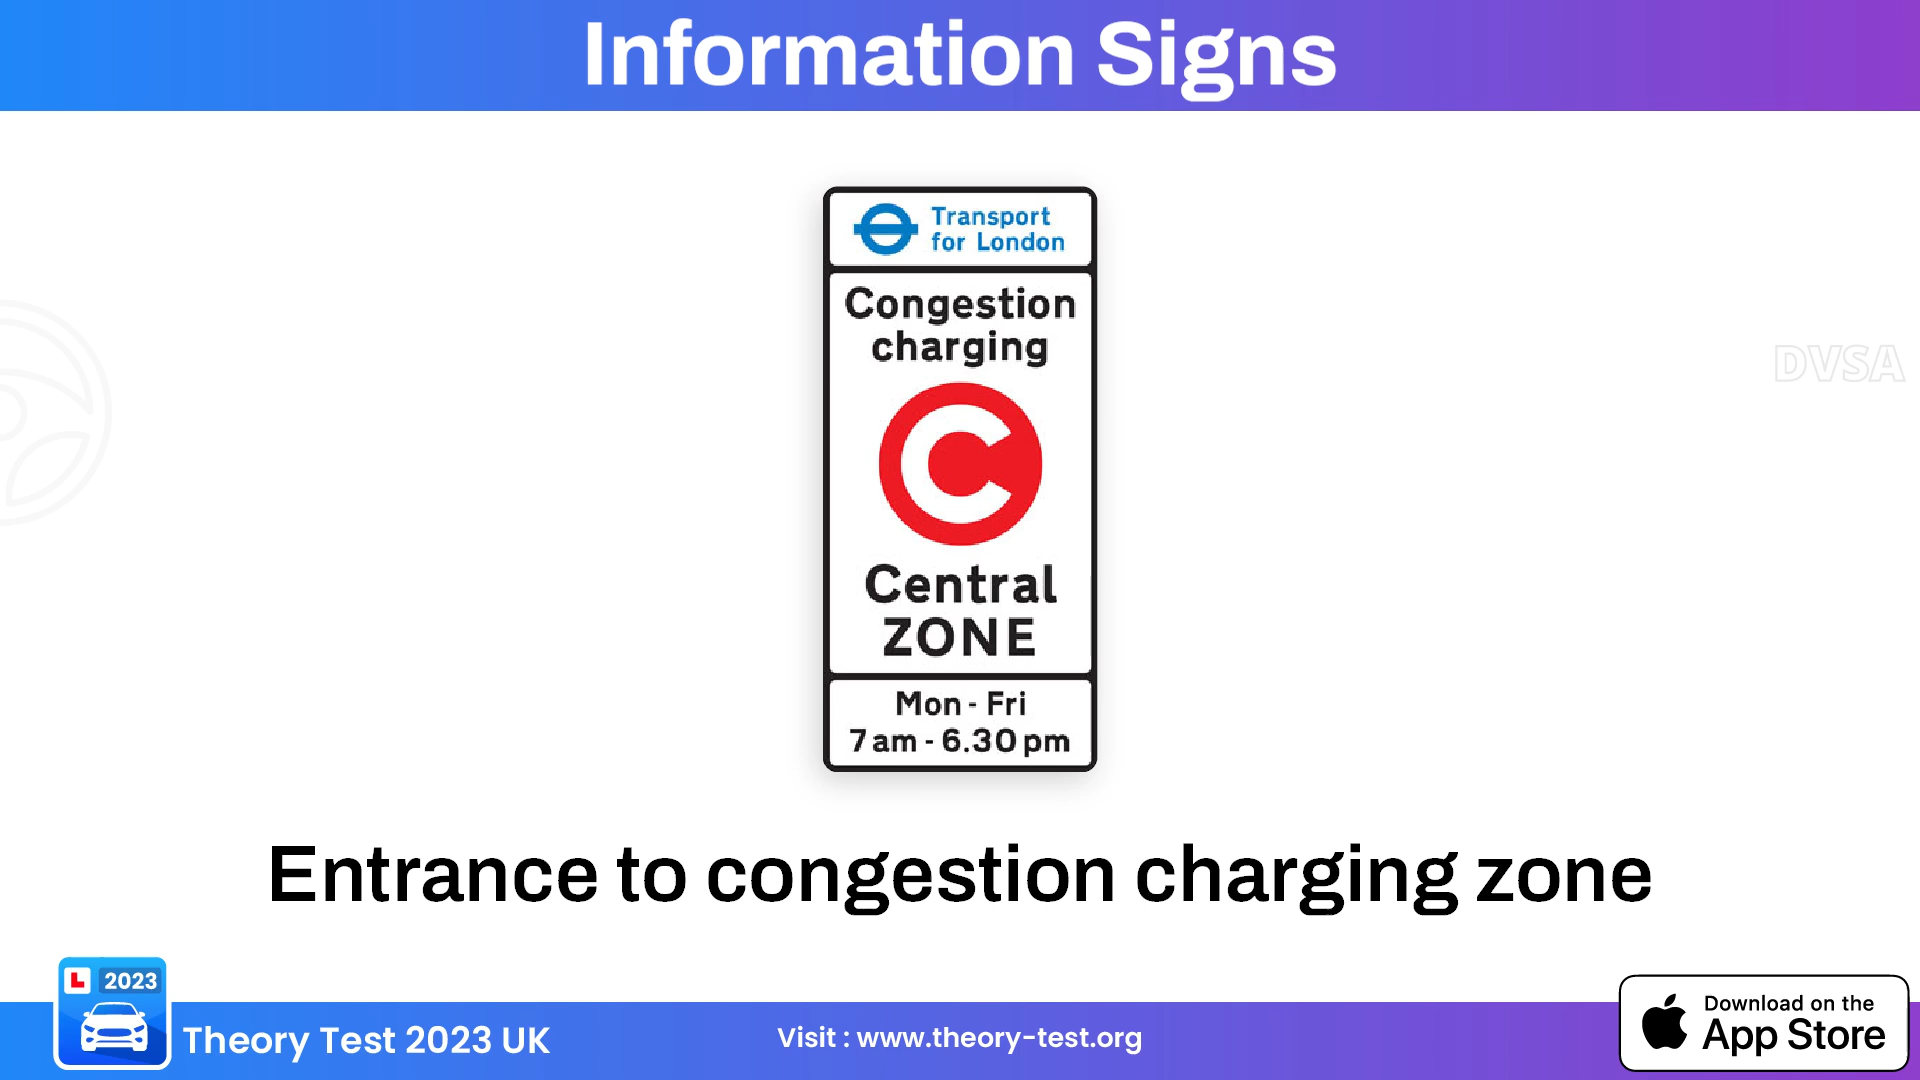 Information Signs
Transport
for London
Congestion
charging
C
Central
ZONE
Mon - Fri
7am - 6.30pm
DVSA
Entrance to congestion charging zone
L 2023
Theory Test 2023 UK
Visit : www.theory-test.org
Download on the
App Store